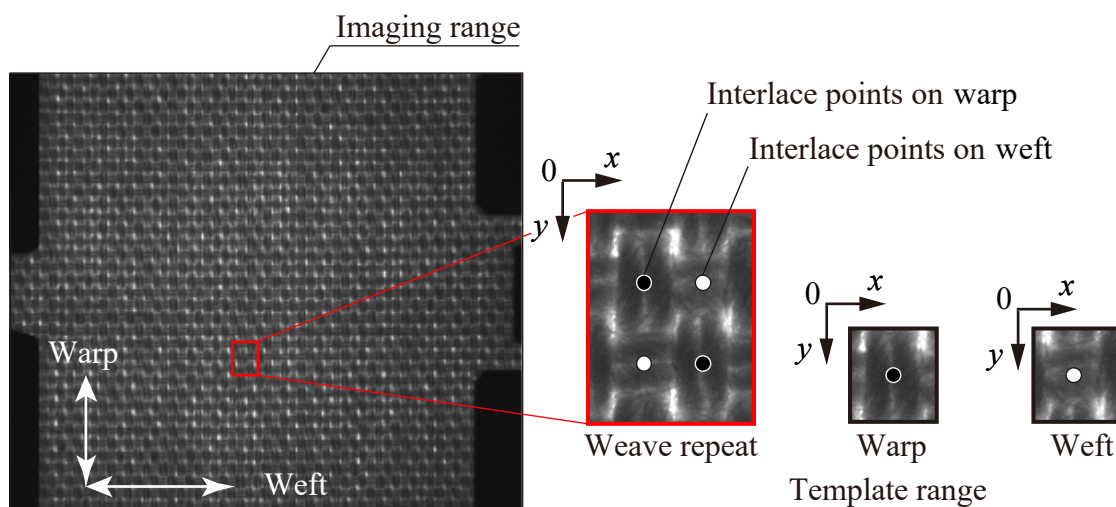 Imaging range
Interlace points on warp
Interlace points on weft
0 x
y
0 x
y
0 x
y
Warp
Weft
Weave repeat
Warp
Weft
Template range